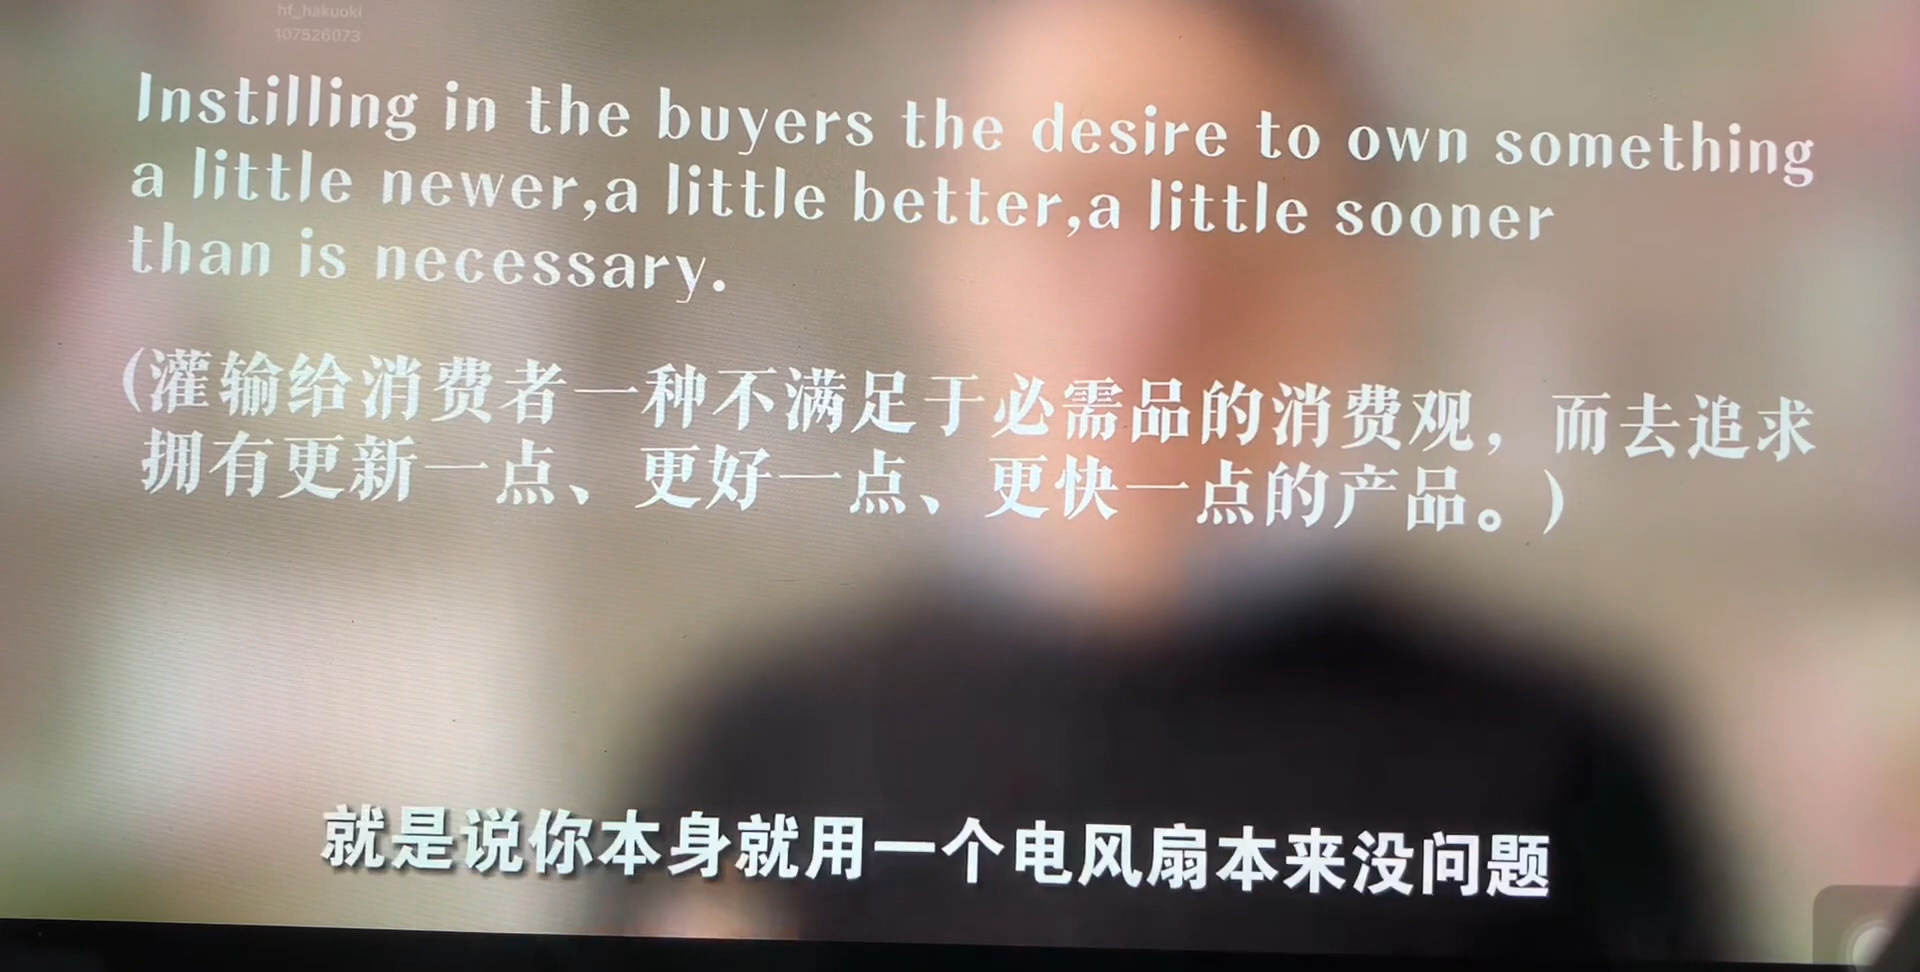 hf_hakuoki
107526073
Instilling in the buyers the desire to own something
a little newer,a little better,a little sooner
than is necessary.
(灌输给消费者一种不满足于必需品的消费观，而去追求
拥有更新一点、更好一点、更快一点的产品。)
就是说你本身就用一个电风扇本来没问题